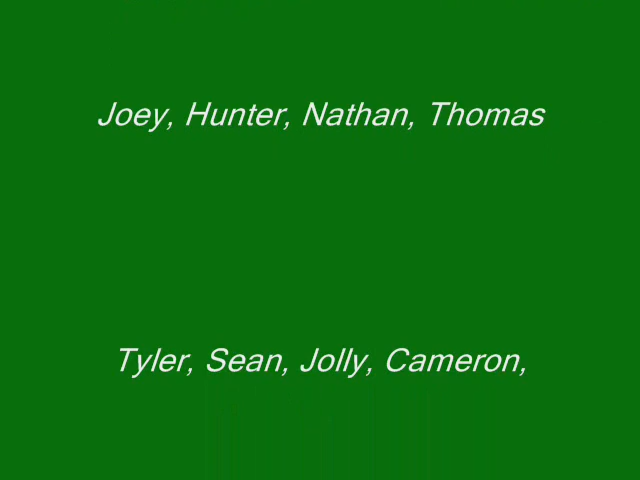 Joey, Hunter, Nathan, Thomas
Tyler, Sean, Jolly, Cameron,